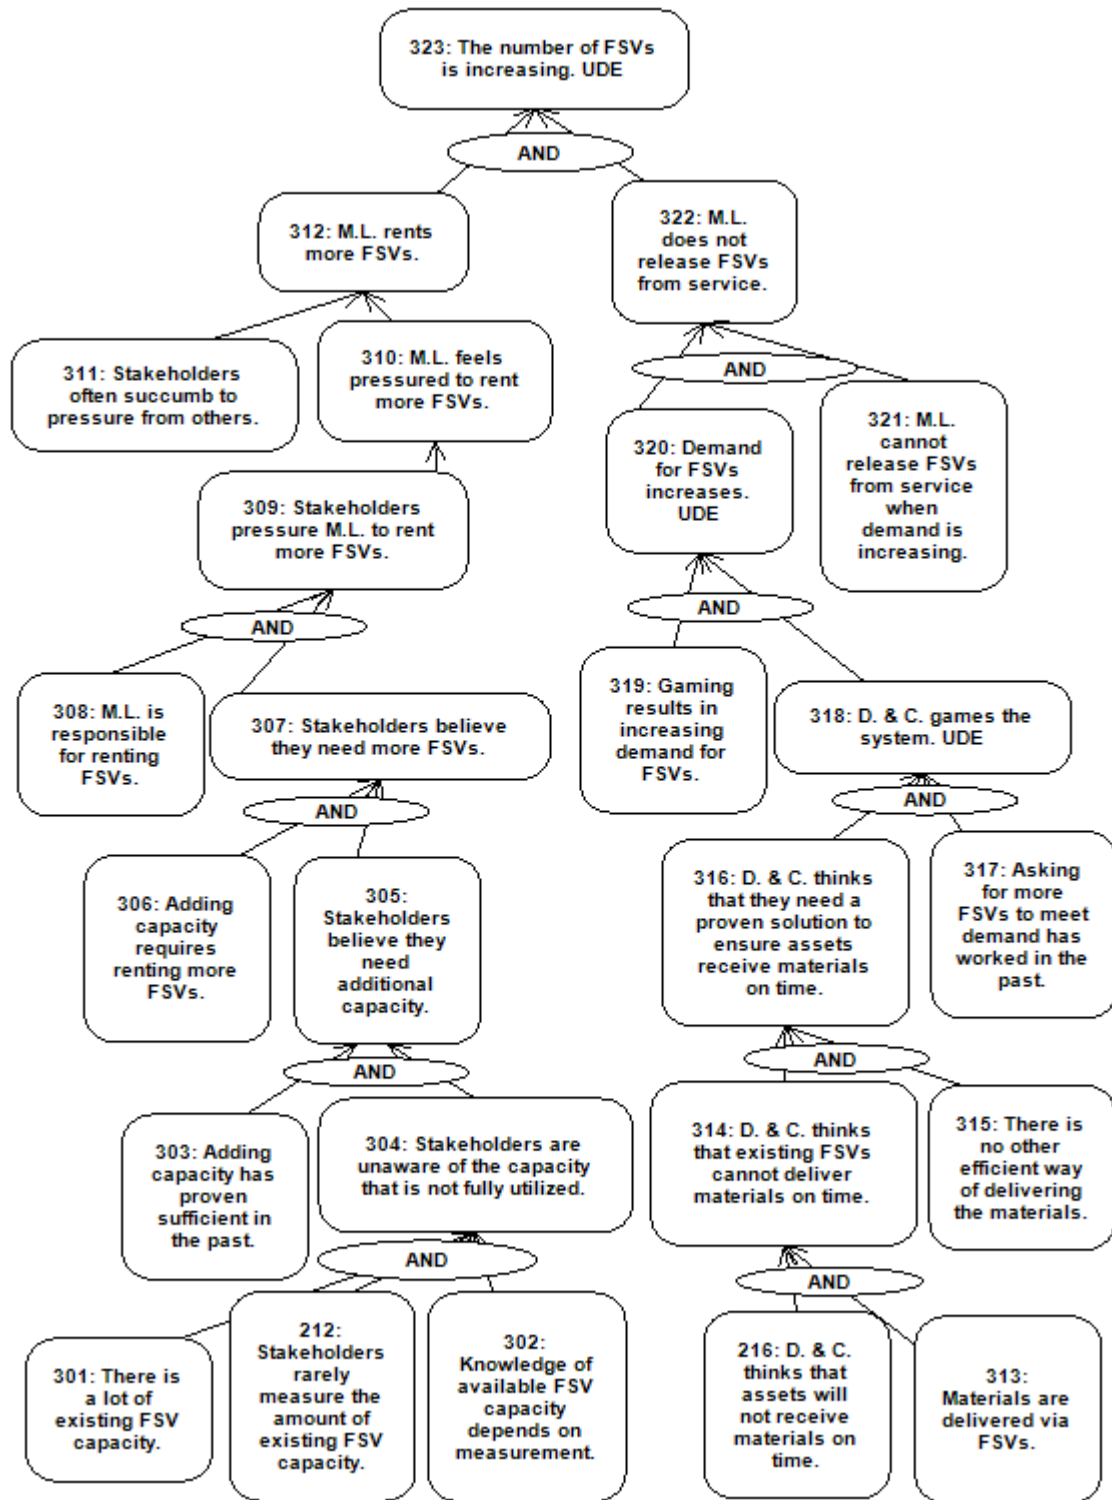 323: The number of FSVs
is increasing. UDE
AND
312: M.L. rents
more FSVs.
322: M.L.
does not
release FSVs
from service.
311: Stakeholders
often succumb to
pressure from others.
310: M.L. feels
pressured to rent
more FSVs.
AND
320: Demand
for FSVs
increases.
UDE
321: M.L.
cannot
release FSVs
from service
when
demand is
increasing.
309: Stakeholders
pressure M.L. to rent
more FSVs.
AND
AND
308: M.L. is
responsible
for renting
FSVs.
307: Stakeholders believe
they need more FSVs.
319: Gaming
results in
increasing
demand for
FSVs.
318: D. & C. games the
system. UDE
AND
AND
306: Adding
capacity
requires
renting more
FSVs.
305:
Stakeholders
believe they
need
additional
capacity.
316: D. & C. thinks
that they need a
proven solution to
ensure assets
receive materials
on time.
317: Asking
for more
FSVs to meet
demand has
worked in the
past.
AND
AND
303: Adding
capacity has
proven
sufficient in
the past.
304: Stakeholders are
unaware of the capacity
that is not fully utilized.
314: D. & C. thinks
that existing FSVs
cannot deliver
materials on time.
315: There is
no other
efficient way
of delivering
the materials.
AND
AND
301: There is
a lot of
existing FSV
capacity.
212:
Stakeholders
rarely
measure the
amount of
existing FSV
capacity.
302:
Knowledge of
available FSV
capacity
depends on
measurement.
216: D. & C.
thinks that
assets will
not receive
materials on
time.
313:
Materials are
delivered via
FSVs.